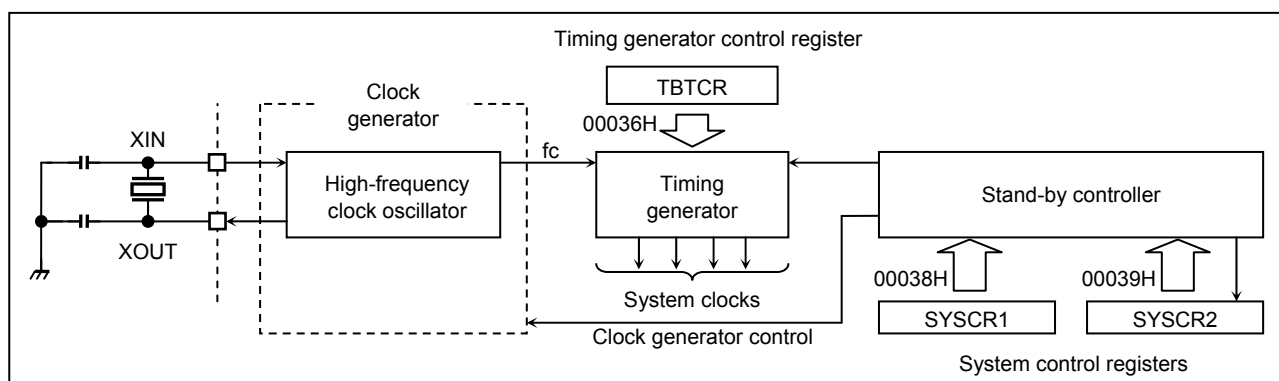 Timing generator control register
TBTCR
00036H
Clock
generator
XIN
XOUT
High-frequency
clock oscillator
fc
Timing
generator
System clocks
Clock generator control
Stand-by controller
00038H
00039H
SYSCR1
SYSCR2
System control registers